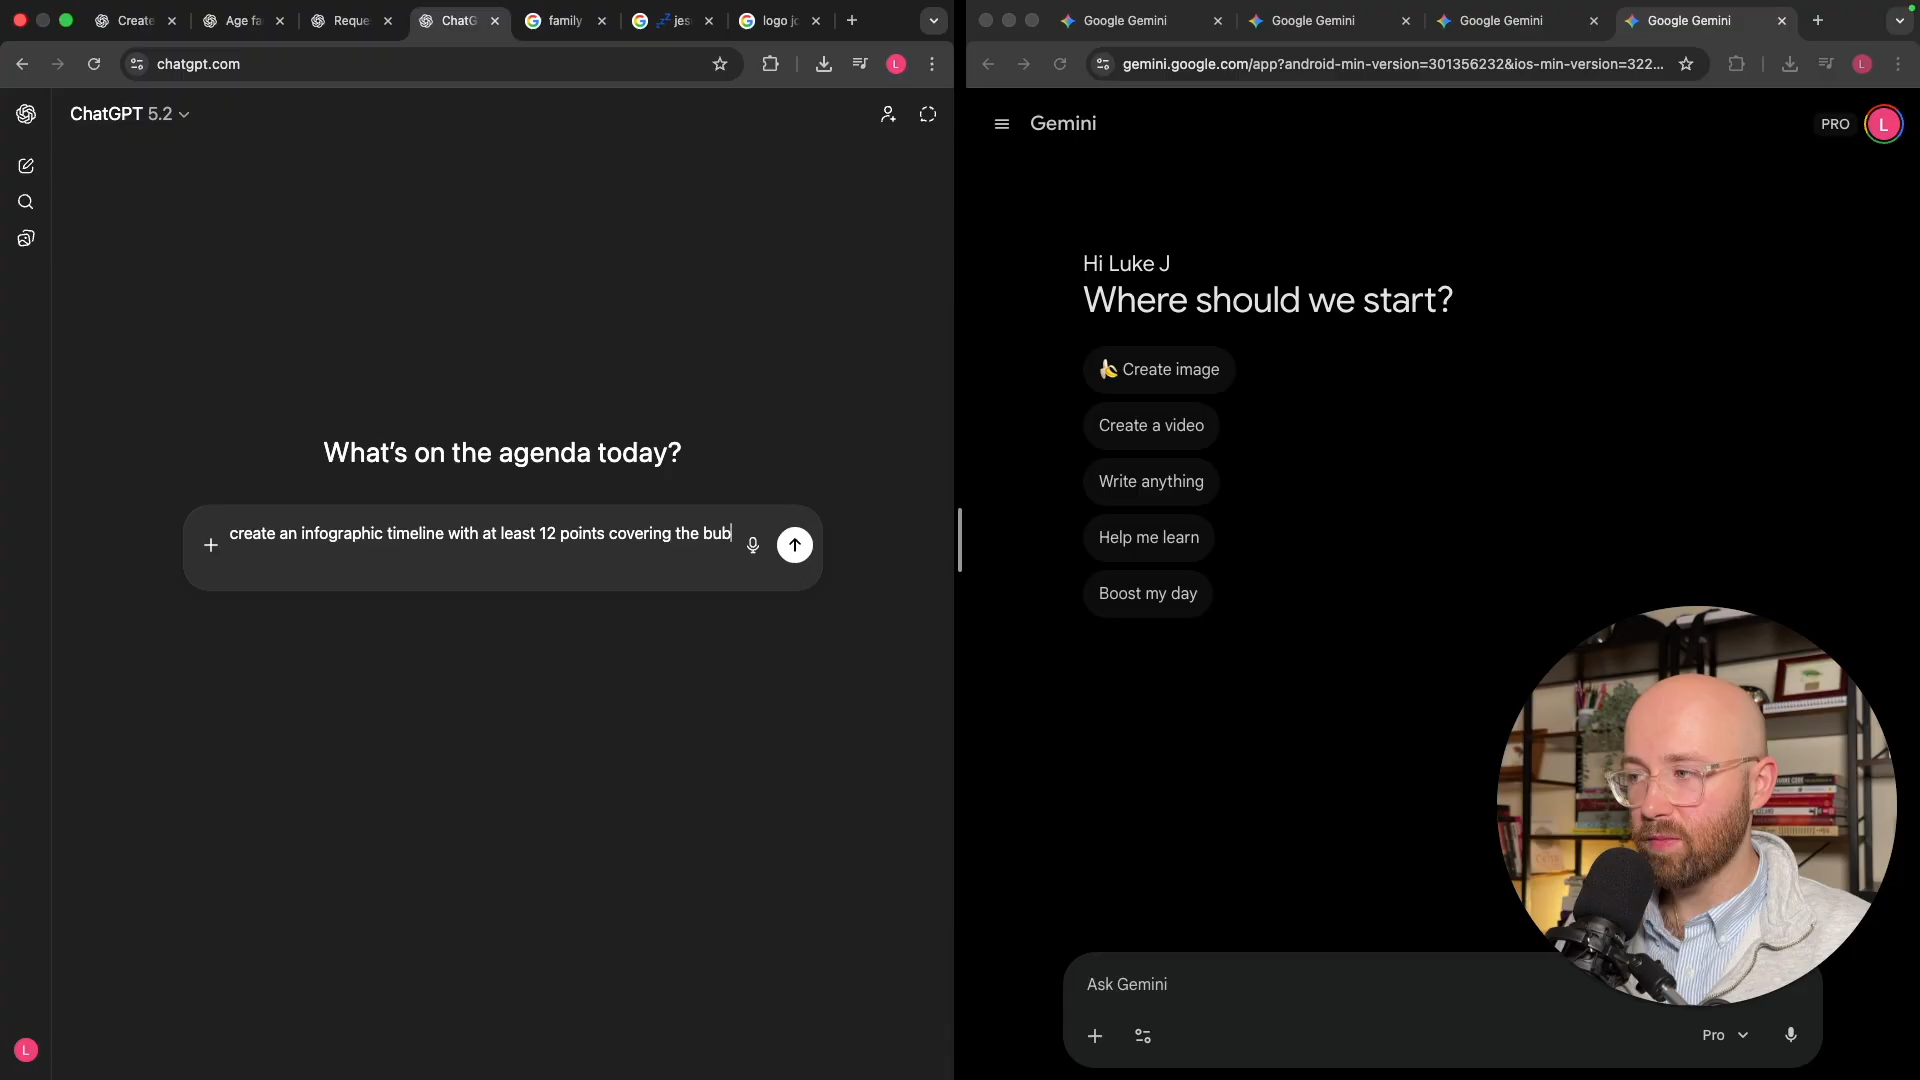 Create
Age fa
Reque
ChatG
family
💤 jes
logo jo
chatgpt.com
L
ChatGPT 5.2
What's on the agenda today?
create an infographic timeline with at least 12 points covering the bub
L
Google Gemini
Google Gemini
Google Gemini
Google Gemini
gemini.google.com/app?android-min-version=301356232&ios-min-version=322...
L
Gemini
PRO
L
Hi Luke J
Where should we start?
🍌 Create image
Create a video
Write anything
Help me learn
Boost my day
Ask Gemini
Pro